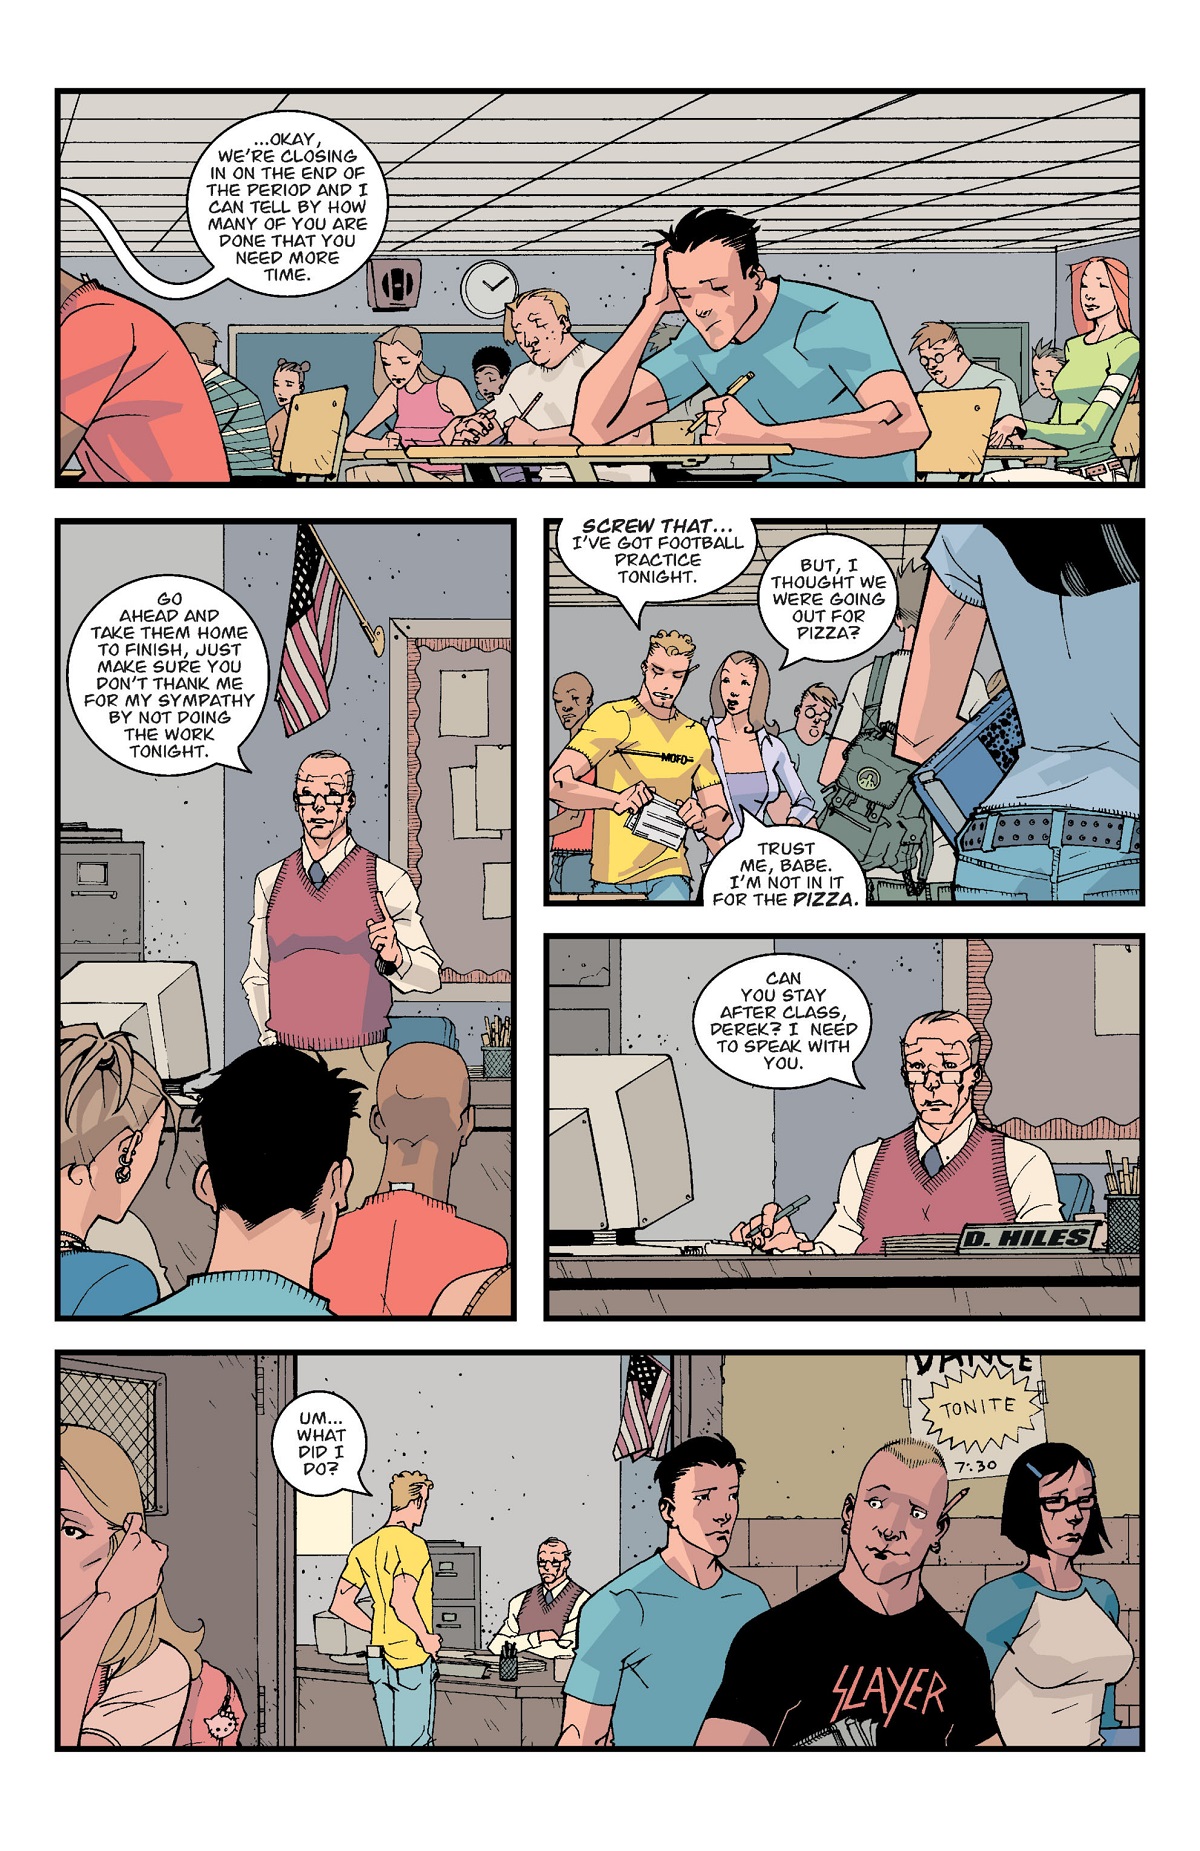 ...OKAY,
WE'RE CLOSING
IN ON THE END OF
THE PERIOD AND I
CAN TELL BY HOW
MANY OF YOU ARE
DONE THAT YOU
NEED MORE
TIME.
GO
AHEAD AND
TAKE THEM HOME
TO FINISH, JUST
MAKE SURE YOU
DON'T THANK ME
FOR MY SYMPATHY
BY NOT DOING
THE WORK
TONIGHT.
SCREW THAT...
I'VE GOT FOOTBALL
PRACTICE
TONIGHT.
BUT, I
THOUGHT WE
WERE GOING
OUT FOR
PIZZA?
MOFO
TRUST
ME, BABE.
I'M NOT IN IT
FOR THE PIZZA.
CAN
YOU STAY
AFTER CLASS,
DEREK? I NEED
TO SPEAK WITH
YOU.
D. HILES
UM...
WHAT
DID I
DO?
DANCE
TONITE
7:30
SLAYER